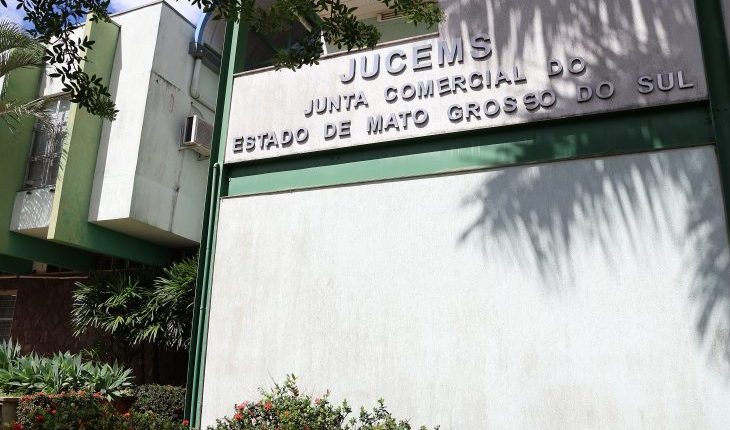 JUCEMS
JUNTA COMERCIAL DO
ESTADO DE MATO GROSSO DO SUL